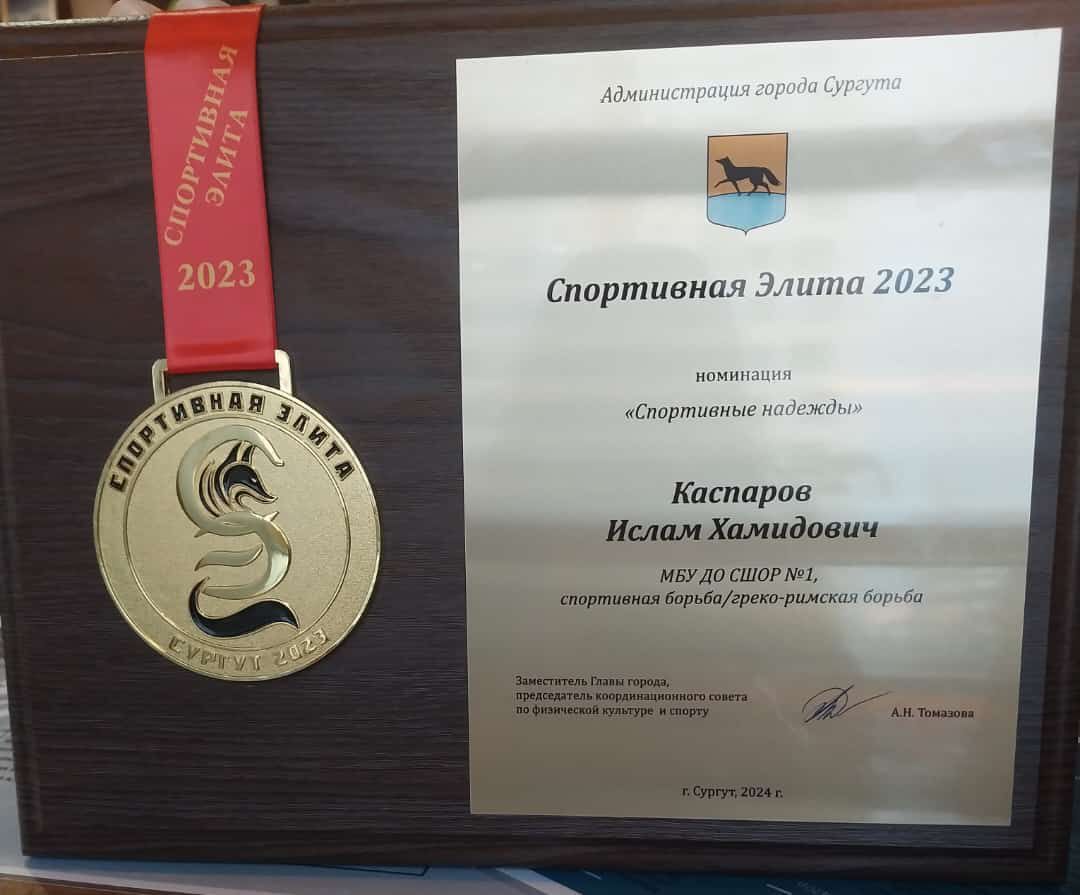 СПОРТИВНАЯ
ЭЛИТА
2023
СПОРТИВНАЯ ЭЛИТА
СУРГУТ 2023
Администрация города Сургута
Спортивная Элита 2023
номинация
«Спортивные надежды»
Каспаров
Ислам Хамидович
МБУ ДО СШОР №1,
спортивная борьба/греко-римская борьба
Заместитель Главы города,
председатель координационного совета
по физической культуре и спорту
А.Н. Томазова
г. Сургут, 2024 г.